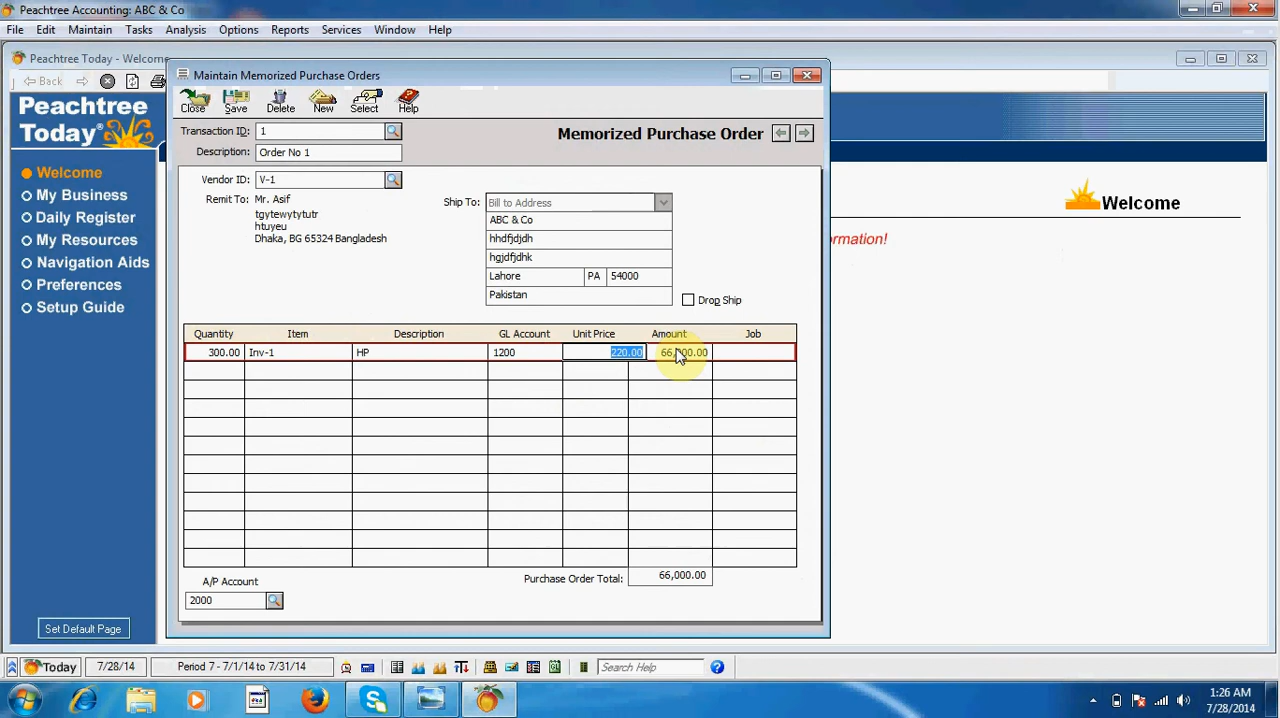 Peachtree Accounting: ABC & Co
File Edit Maintain Tasks Analysis Options Reports Services Window Help
Peachtree Today - Welcome
Back
Peachtree
Today®
Welcome
My Business
Daily Register
My Resources
Navigation Aids
Preferences
Setup Guide
Set Default Page
Welcome
rmation!
Maintain Memorized Purchase Orders
Close Save Delete New Select Help
Transaction ID: 1
Memorized Purchase Order
Description: Order No 1
Vendor ID: V-1
Remit To: Mr. Asif
tgytewytytutr
htuyeu
Dhaka, BG 65324 Bangladesh
Ship To: Bill to Address
ABC & Co
hhdfjdjdh
hgjdfjdhk
Lahore PA 54000
Pakistan
Drop Ship
Quantity Item Description GL Account Unit Price Amount Job
300.00 Inv-1 HP 1200 220.00 66,000.00
Purchase Order Total: 66,000.00
A/P Account
2000
Today 7/28/14 Period 7 - 7/1/14 to 7/31/14 Search Help
1:26 AM
7/28/2014